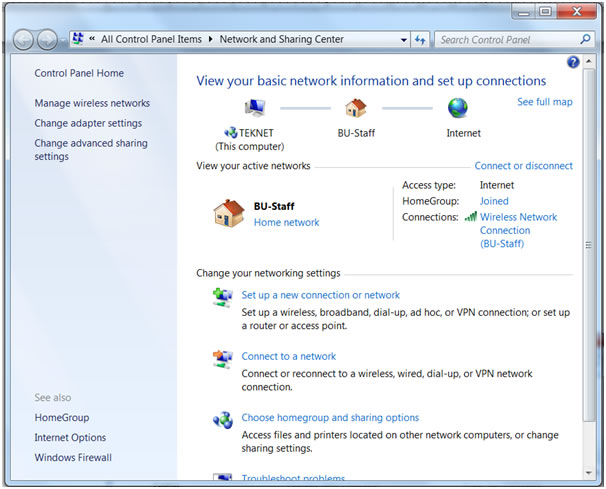 « All Control Panel Items Network and Sharing Center
Search Control Panel
Control Panel Home
Manage wireless networks
Change adapter settings
Change advanced sharing
settings
See also
HomeGroup
Internet Options
Windows Firewall
View your basic network information and set up connections
See full map
TEKNET
(This computer)
BU-Staff
Internet
View your active networks
Connect or disconnect
BU-Staff
Home network
Access type: Internet
HomeGroup: Joined
Connections: Wireless Network
Connection
(BU-Staff)
Change your networking settings
Set up a new connection or network
Set up a wireless, broadband, dial-up, ad hoc, or VPN connection; or set up
a router or access point.
Connect to a network
Connect or reconnect to a wireless, wired, dial-up, or VPN network
connection.
Choose homegroup and sharing options
Access files and printers located on other network computers, or change
sharing settings.
Troubleshoot problems